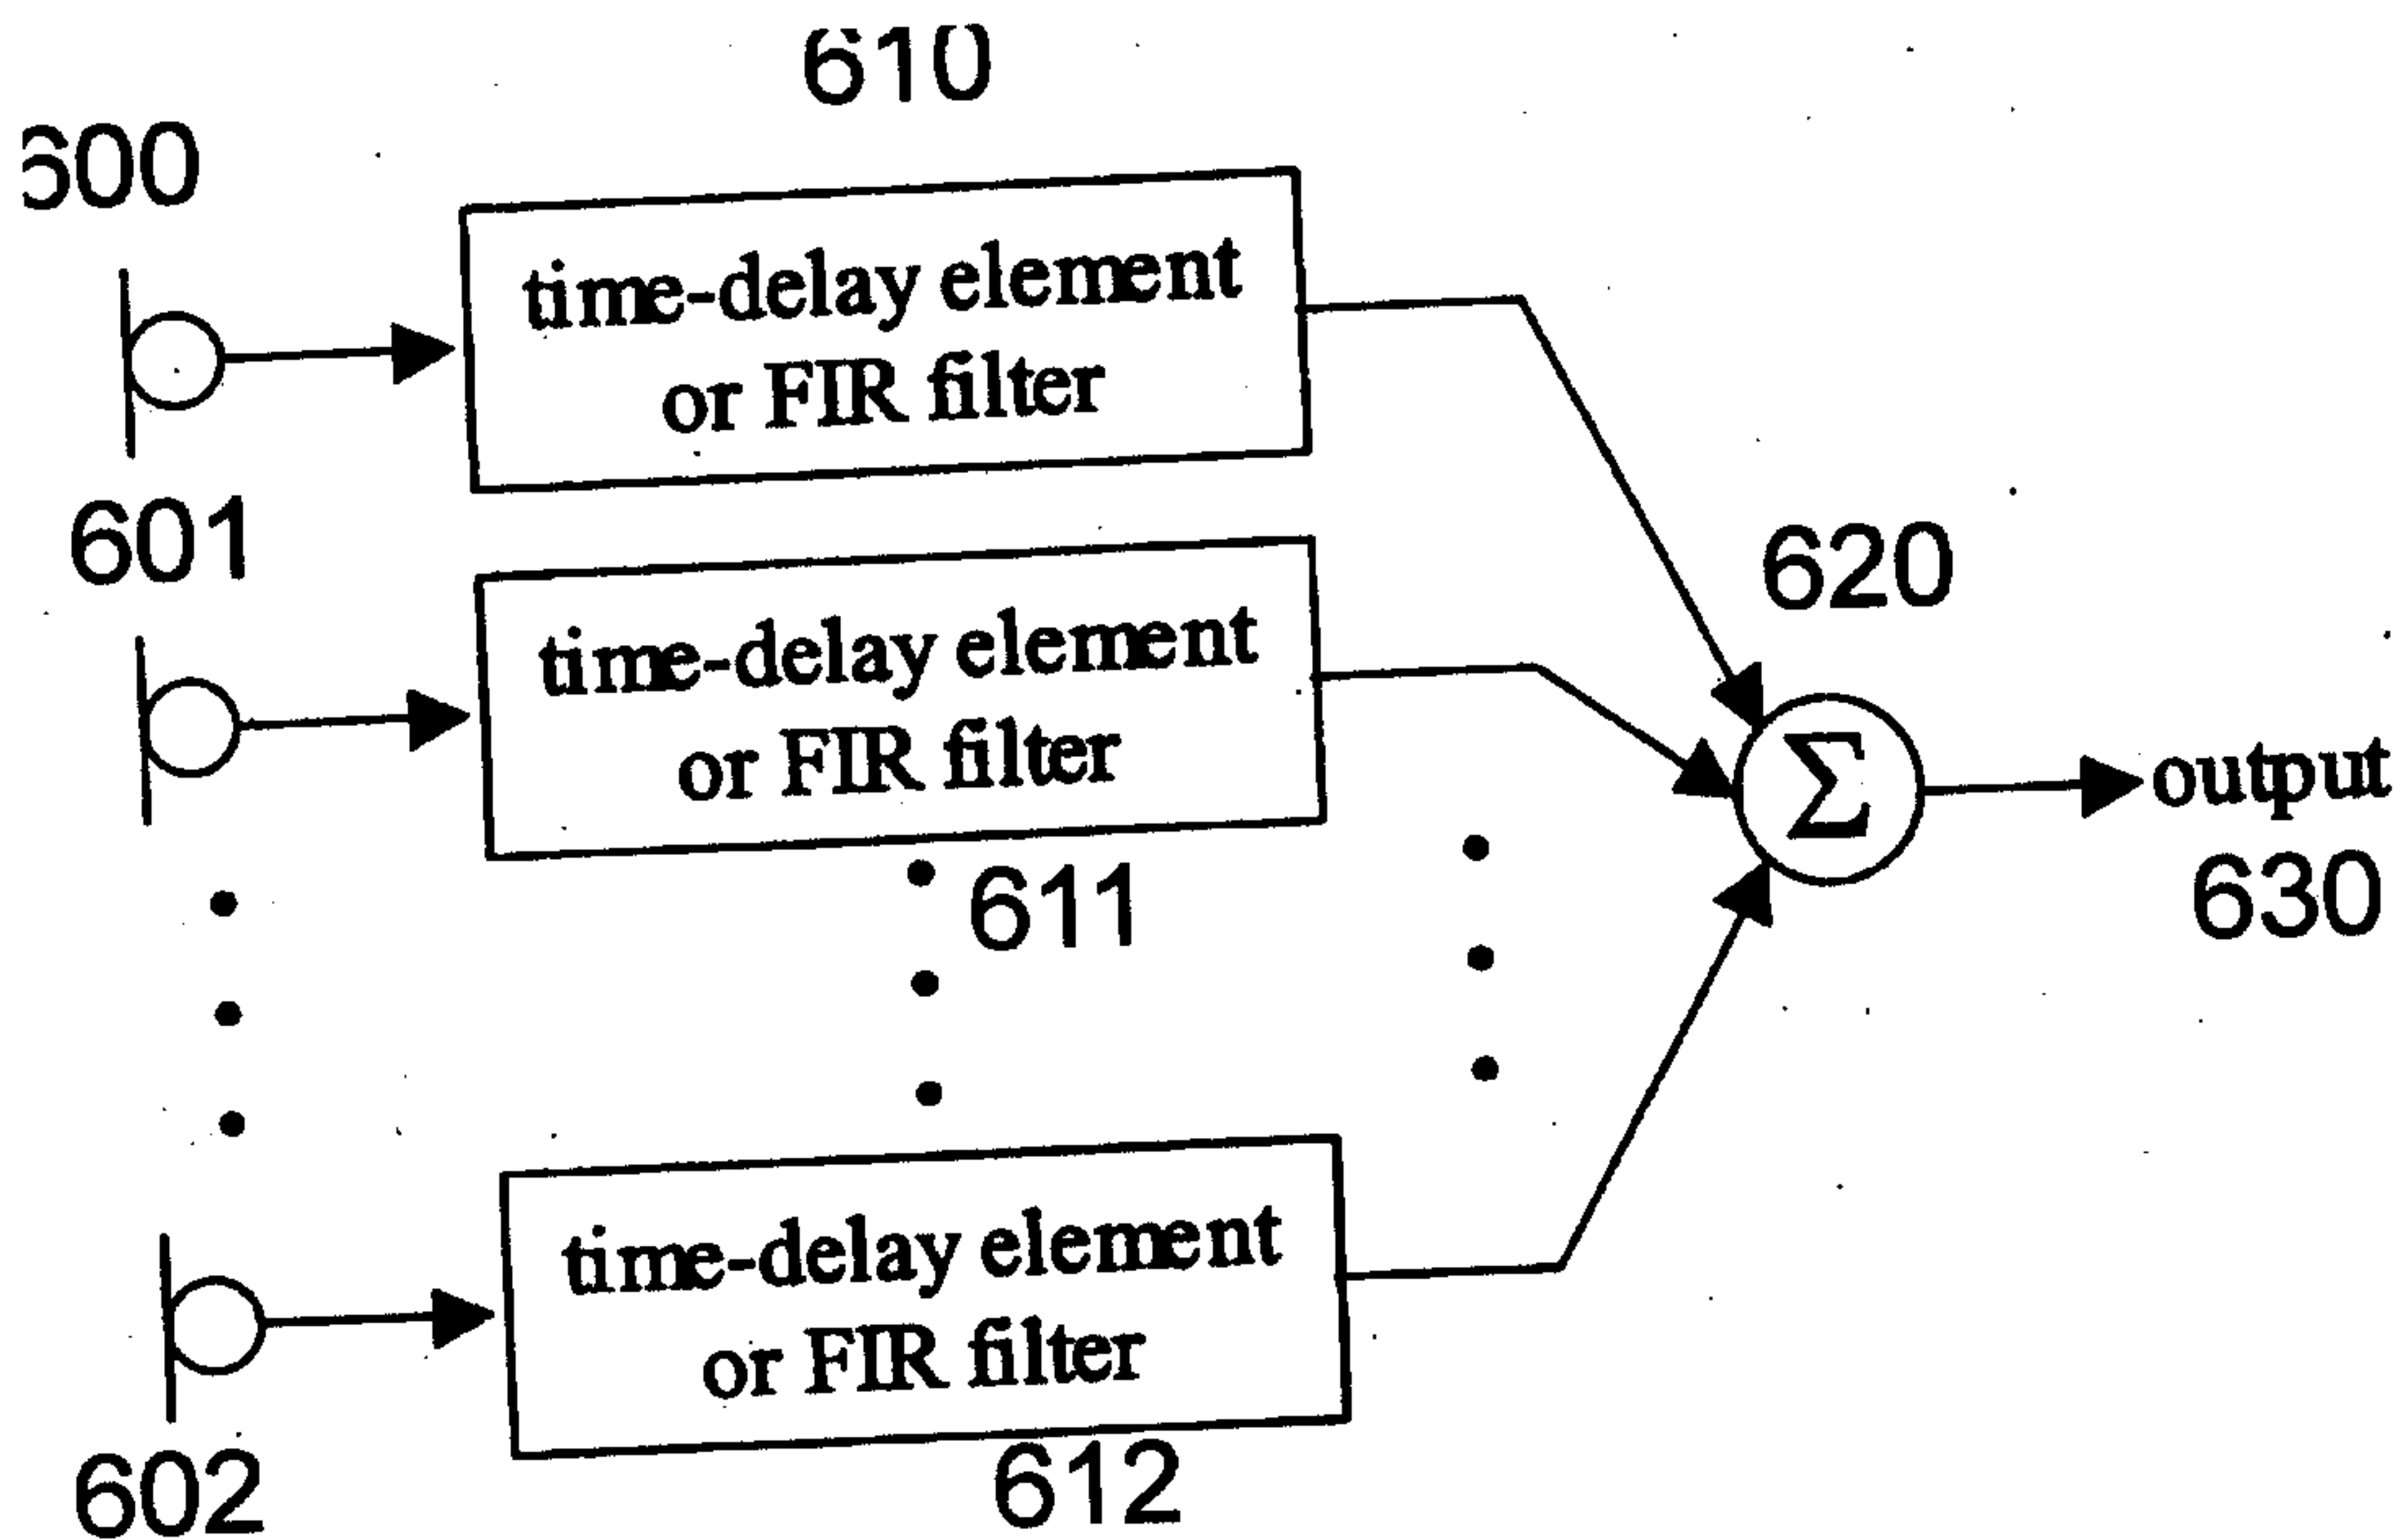 610
600
time-delay element
or FIR filter
601
620
time-delay element
or FIR filter
Σ
output
611
630
time-delay element
or FIR filter
602
612